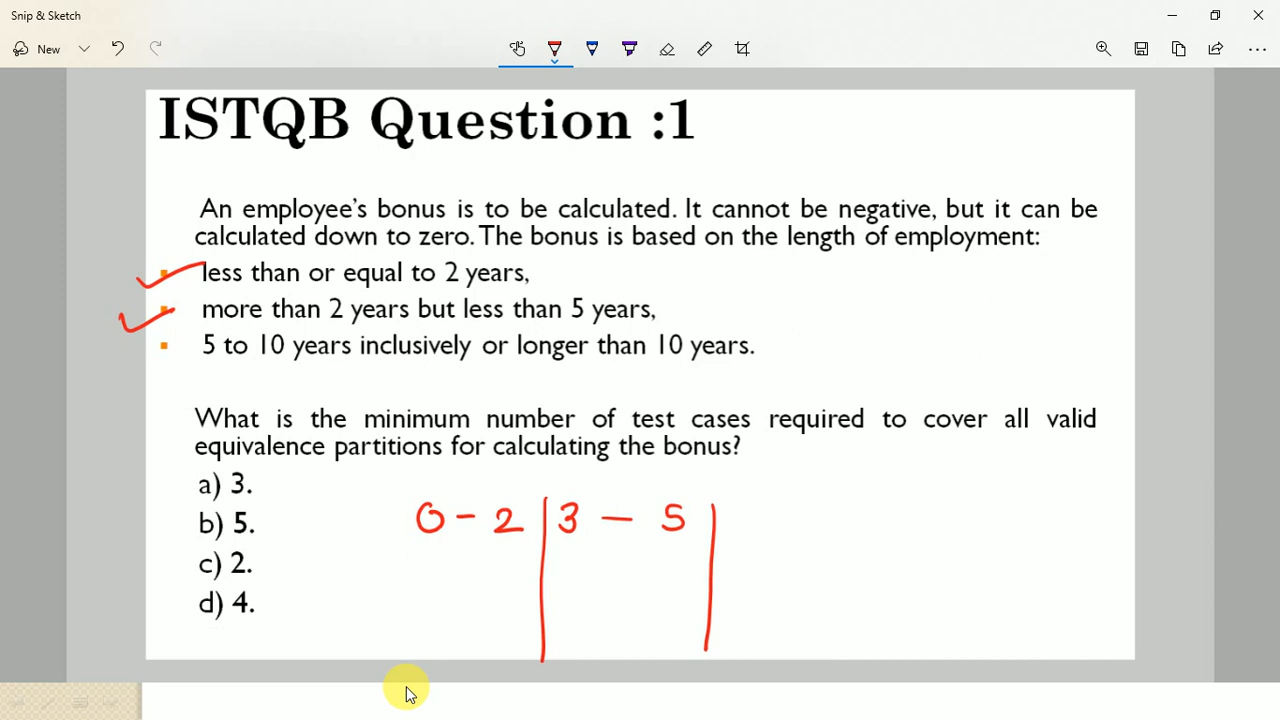 Snip & Sketch
New
ISTQB Question :1
An employee's bonus is to be calculated. It cannot be negative, but it can be
calculated down to zero. The bonus is based on the length of employment:
less than or equal to 2 years,
more than 2 years but less than 5 years,
5 to 10 years inclusively or longer than 10 years.
What is the minimum number of test cases required to cover all valid
equivalence partitions for calculating the bonus?
a) 3.
b) 5.
c) 2.
d) 4.
0 - 2 | 3 — 5 |